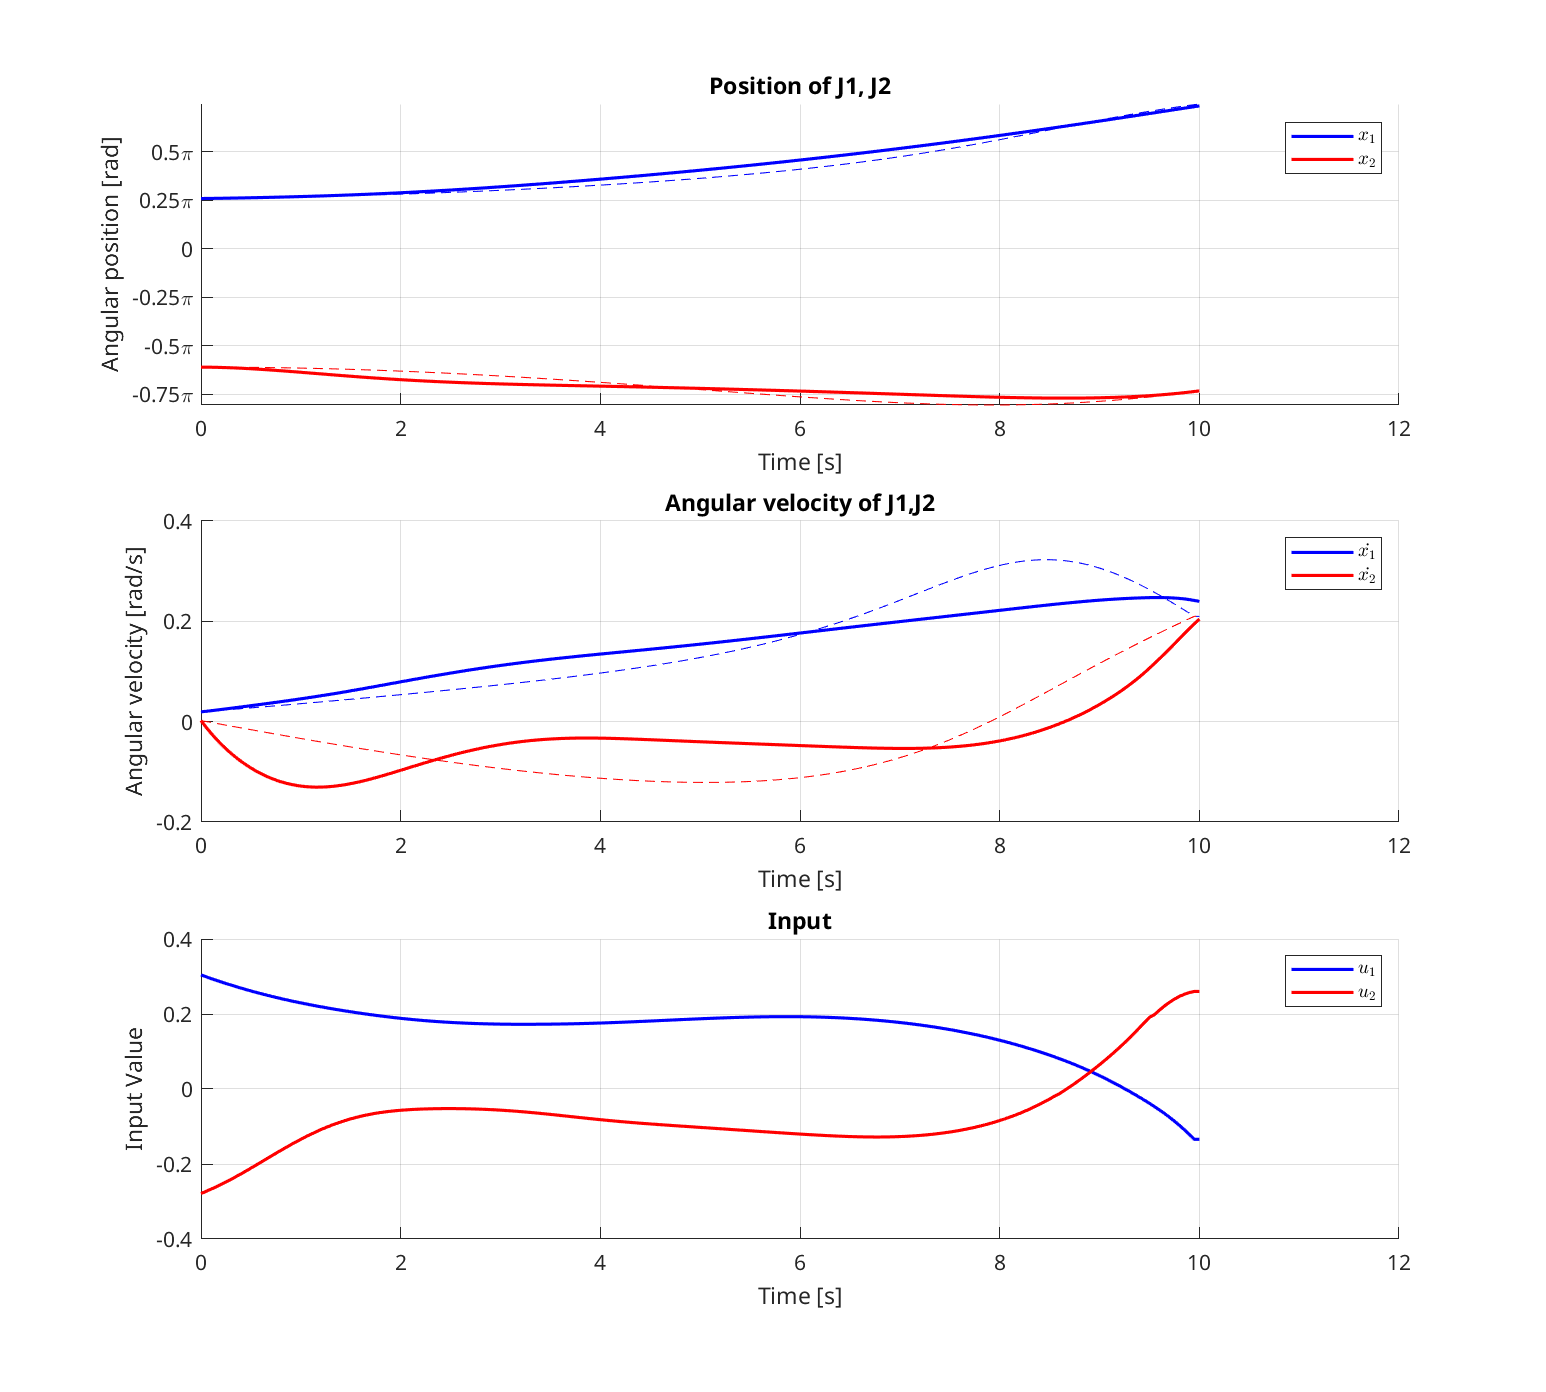 Position of J1, J2
Angular position [rad]
0.5π
0.25π
0
-0.25π
-0.5π
-0.75π
x₁
x₂
0 2 4 6 8 10 12
Time [s]
Angular velocity of J1,J2
Angular velocity [rad/s]
0.4
0.2
0
-0.2
ẋ₁
ẋ₂
0 2 4 6 8 10 12
Time [s]
Input
Input Value
0.4
0.2
0
-0.2
-0.4
u₁
u₂
0 2 4 6 8 10 12
Time [s]